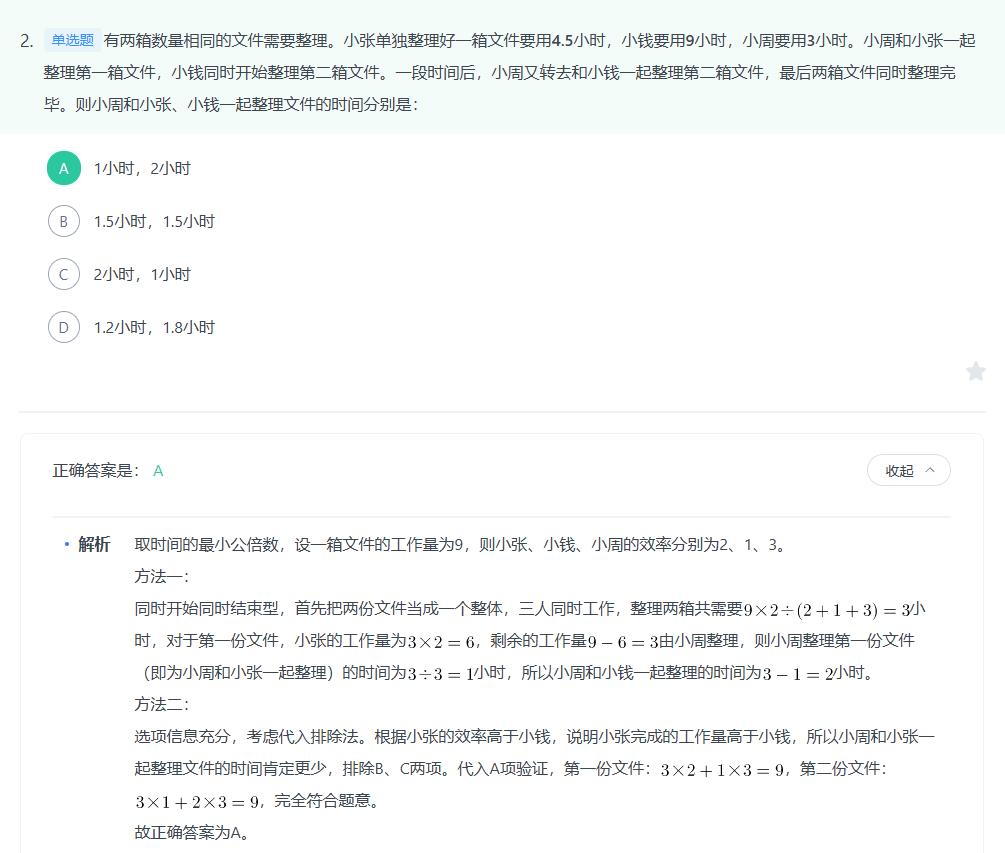 2. 单选题 有两箱数量相同的文件需要整理。小张单独整理好一箱文件要用4.5小时，小钱要用9小时，小周要用3小时。小周和小张一起
整理第一箱文件，小钱同时开始整理第二箱文件。一段时间后，小周又转去和小钱一起整理第二箱文件，最后两箱文件同时整理完
毕。则小周和小张、小钱一起整理文件的时间分别是：
A 1小时，2小时
B 1.5小时，1.5小时
C 2小时，1小时
D 1.2小时，1.8小时
正确答案是： A
收起
· 解析 取时间的最小公倍数，设一箱文件的工作量为9，则小张、小钱、小周的效率分别为2、1、3。
方法一：
同时开始同时结束型，首先把两份文件当成一个整体，三人同时工作，整理两箱共需要9×2÷(2+1+3)=3小
时，对于第一份文件，小张的工作量为3×2=6，剩余的工作量9−6=3由小周整理，则小周整理第一份文件
（即为小周和小张一起整理）的时间为3÷3=1小时，所以小周和小钱一起整理的时间为3−1=2小时。
方法二：
选项信息充分，考虑代入排除法。根据小张的效率高于小钱，说明小张完成的工作量高于小钱，所以小周和小张一
起整理文件的时间肯定更少，排除B、C两项。代入A项验证，第一份文件：3×2+1×3=9，第二份文件：
3×1+2×3=9，完全符合题意。
故正确答案为A。